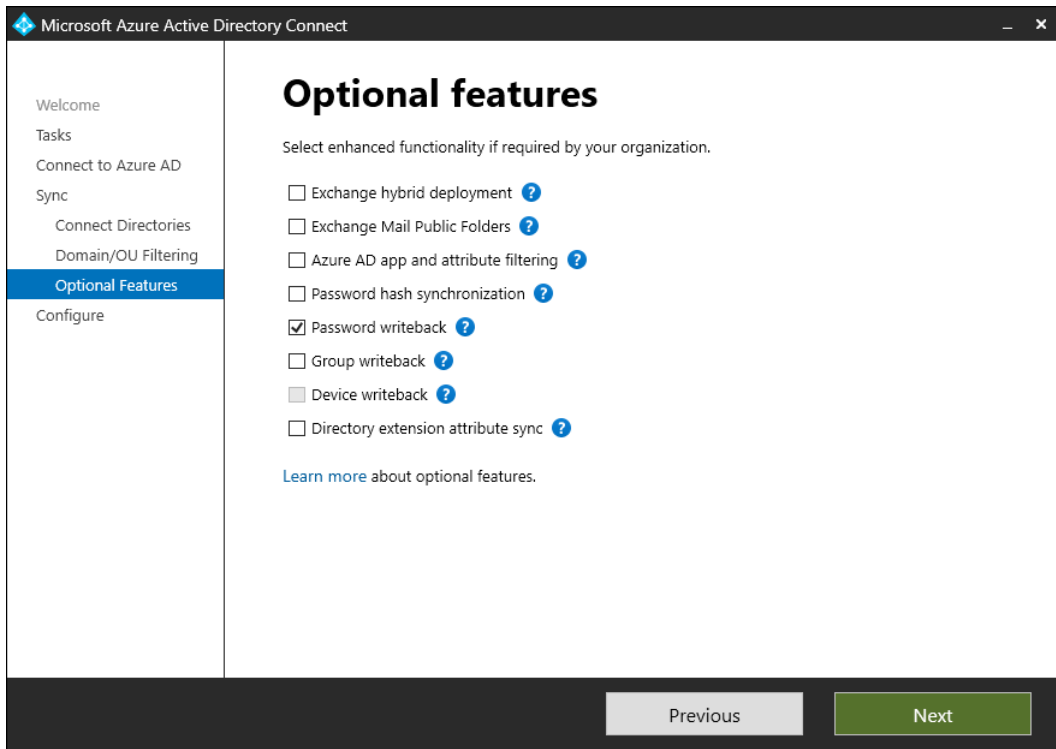 Microsoft Azure Active Directory Connect
Welcome
Tasks
Connect to Azure AD
Sync
Connect Directories
Domain/OU Filtering
Optional Features
Configure
Optional features
Select enhanced functionality if required by your organization.
Exchange hybrid deployment ?
Exchange Mail Public Folders ?
Azure AD app and attribute filtering ?
Password hash synchronization ?
Password writeback ?
Group writeback ?
Device writeback ?
Directory extension attribute sync ?
Learn more about optional features.
Previous
Next